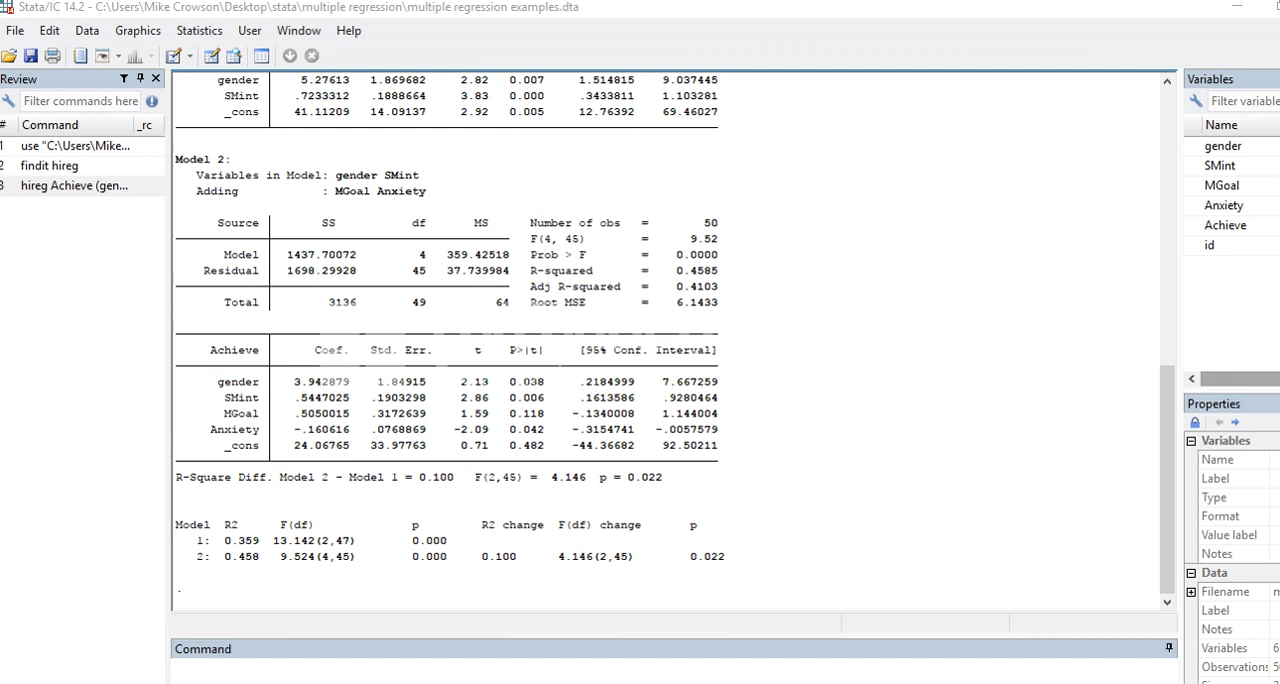 Stata/IC 14.2 - C:\Users\Mike Crowson\Desktop\stata\multiple regression\multiple regression examples.dta
File Edit Data Graphics Statistics User Window Help
Review
Filter commands here
# Command _rc
1 use "C:\Users\Mike...
2 findit hireg
3 hireg Achieve (gen...
gender 5.27613 1.869682 2.82 0.007 1.514815 9.037445
SMint .7233312 .1888664 3.83 0.000 .3433811 1.103281
_cons 41.11209 14.09137 2.92 0.005 12.76392 69.46027
Model 2:
Variables in Model: gender SMint
Adding : MGoal Anxiety
Source SS df MS Number of obs = 50
F(4, 45) = 9.52
Model 1437.70072 4 359.42518 Prob > F = 0.0000
Residual 1698.29928 45 37.739984 R-squared = 0.4585
Adj R-squared = 0.4103
Total 3136 49 64 Root MSE = 6.1433
Achieve Coef. Std. Err. t P>|t| [95% Conf. Interval]
gender 3.942879 1.84915 2.13 0.038 .2184999 7.667259
SMint .5447025 .1903298 2.86 0.006 .1613586 .9280464
MGoal .5050015 .3172639 1.59 0.118 -.1340008 1.144004
Anxiety -.160616 .0768869 -2.09 0.042 -.3154741 -.0057579
_cons 24.06765 33.97763 0.71 0.482 -44.36682 92.50211
R-Square Diff. Model 2 - Model 1 = 0.100 F(2,45) = 4.146 p = 0.022
Model R2 F(df) p R2 change F(df) change p
1: 0.359 13.142(2,47) 0.000
2: 0.458 9.524(4,45) 0.000 0.100 4.146(2,45) 0.022
.
Command
Variables
Filter variable
Name
gender
SMint
MGoal
Anxiety
Achieve
id
Properties
Variables
Name
Label
Type
Format
Value label
Notes
Data
Filename m
Label
Notes
Variables 6
Observations 5